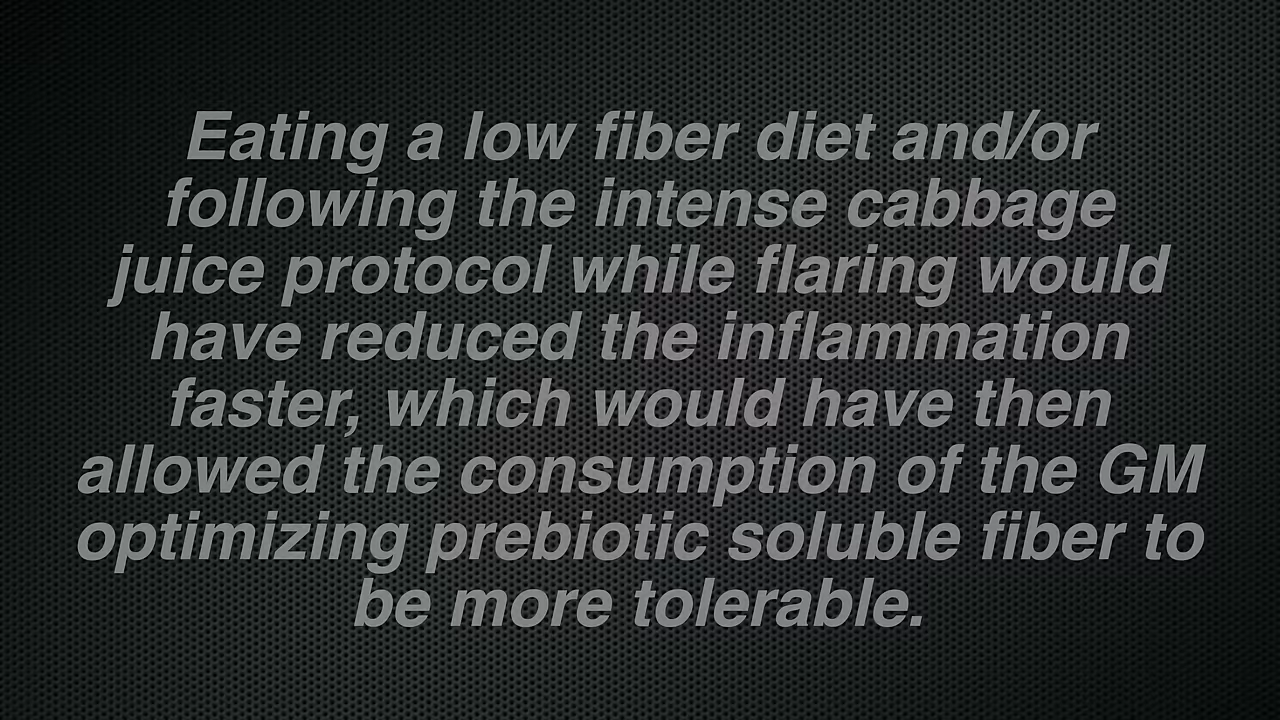 Eating a low fiber diet and/or
following the intense cabbage
juice protocol while flaring would
have reduced the inflammation
faster, which would have then
allowed the consumption of the GM
optimizing prebiotic soluble fiber to
be more tolerable.